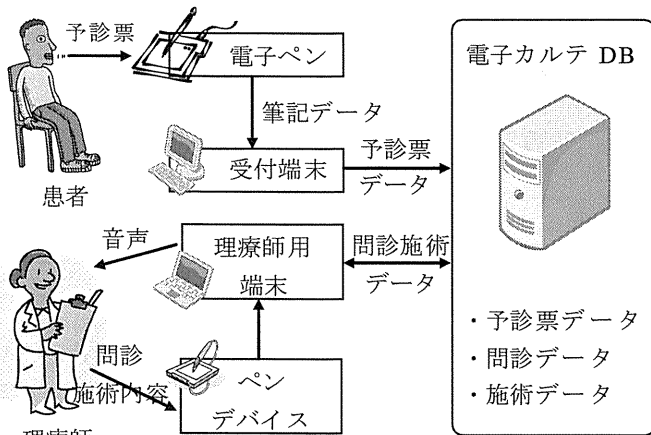 予診票
電子ペン
筆記データ
受付端末
予診票
データ
患者
電子カルテ DB
音声
理療師用
端末
問診施術
データ
問診
施術内容
ペン
デバイス
理療師
・予診票データ
・問診データ
・施術データ